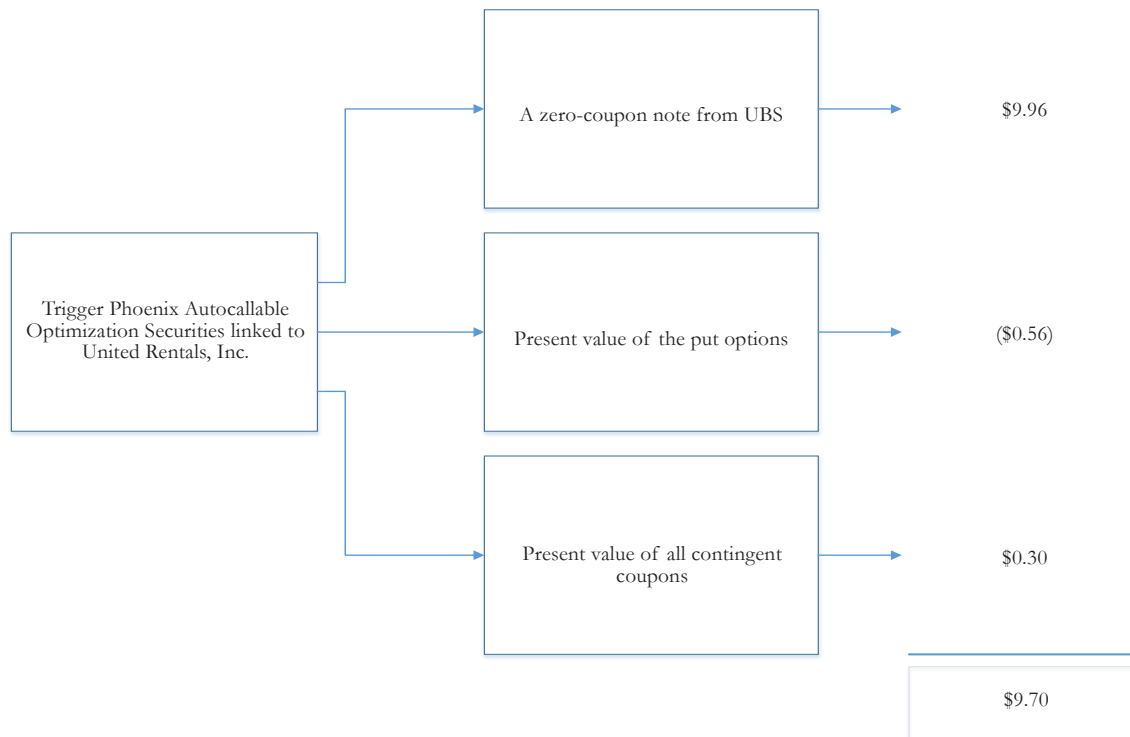 A zero-coupon note from UBS
$9.96
Trigger Phoenix Autocallable
Optimization Securities linked to
United Rentals, Inc.
Present value of the put options
($0.56)
Present value of all contingent
coupons
$0.30
$9.70